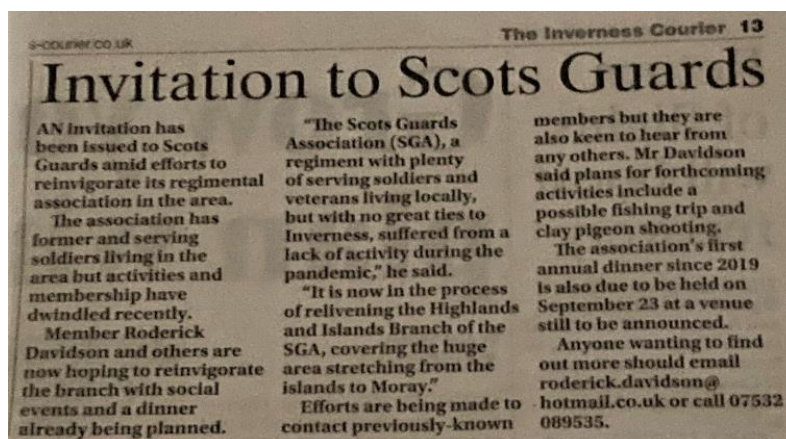 s-courier.co.uk
The Inverness Courier 13
Invitation to Scots Guards
AN invitation has
been issued to Scots
Guards amid efforts to
reinvigorate its regimental
association in the area.
The association has
former and serving
soldiers living in the
area but activities and
membership have
dwindled recently.
Member Roderick
Davidson and others are
now hoping to reinvigorate
the branch with social
events and a dinner
already being planned.
"The Scots Guards
Association (SGA), a
regiment with plenty
of serving soldiers and
veterans living locally,
but with no great ties to
Inverness, suffered from a
lack of activity during the
pandemic," he said.
"It is now in the process
of relivening the Highlands
and Islands Branch of the
SGA, covering the huge
area stretching from the
islands to Moray."
Efforts are being made to
contact previously-known
members but they are
also keen to hear from
any others. Mr Davidson
said plans for forthcoming
activities include a
possible fishing trip and
clay pigeon shooting.
The association's first
annual dinner since 2019
is also due to be held on
September 23 at a venue
still to be announced.
Anyone wanting to find
out more should email
roderick.davidson@
hotmail.co.uk or call 07532
089535.